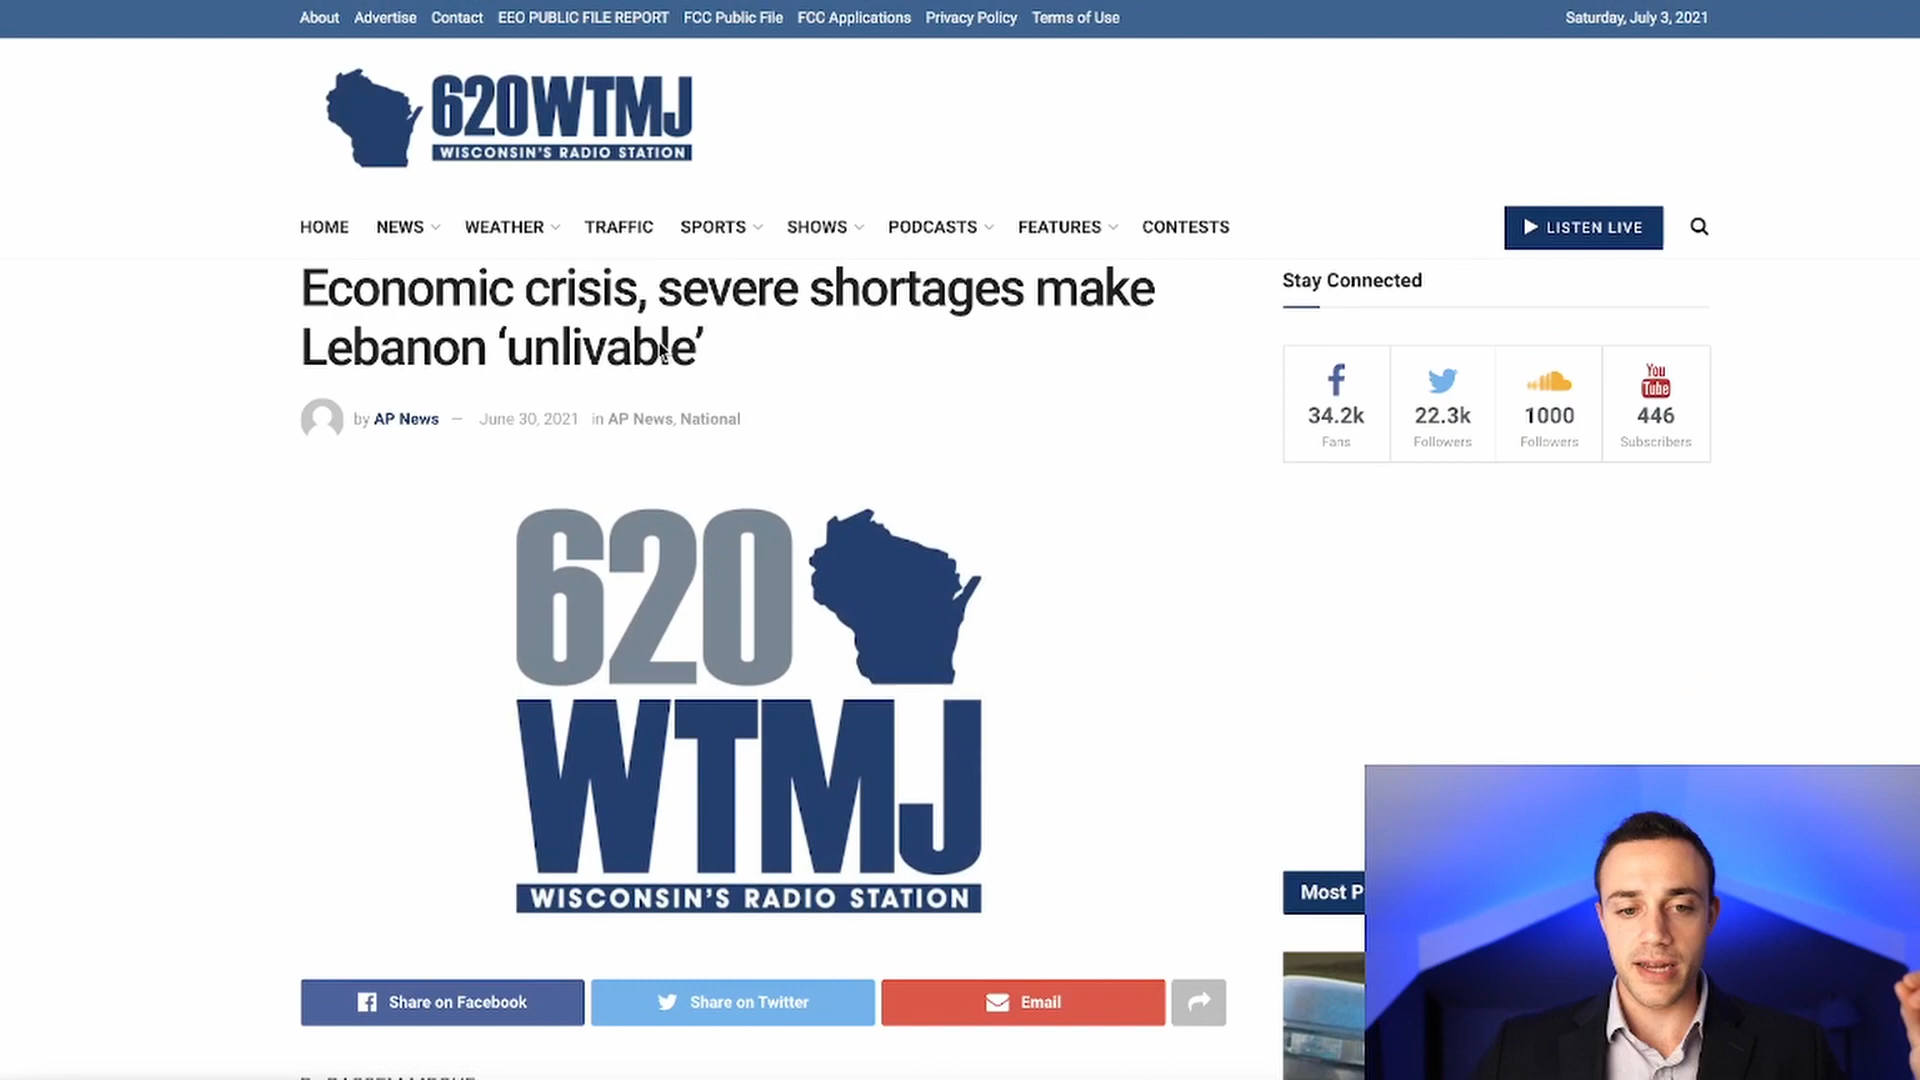 About Advertise Contact EEO PUBLIC FILE REPORT FCC Public File FCC Applications Privacy Policy Terms of Use Saturday, July 3, 2021
620WTMJ
WISCONSIN'S RADIO STATION
HOME NEWS WEATHER TRAFFIC SPORTS SHOWS PODCASTS FEATURES CONTESTS LISTEN LIVE
Economic crisis, severe shortages make
Lebanon ‘unlivable’
by AP News — June 30, 2021 in AP News, National
Stay Connected
You
Tube
34.2k 22.3k 1000 446
Fans Followers Followers Subscribers
620
WTMJ
WISCONSIN'S RADIO STATION
Most P
Share on Facebook Share on Twitter Email